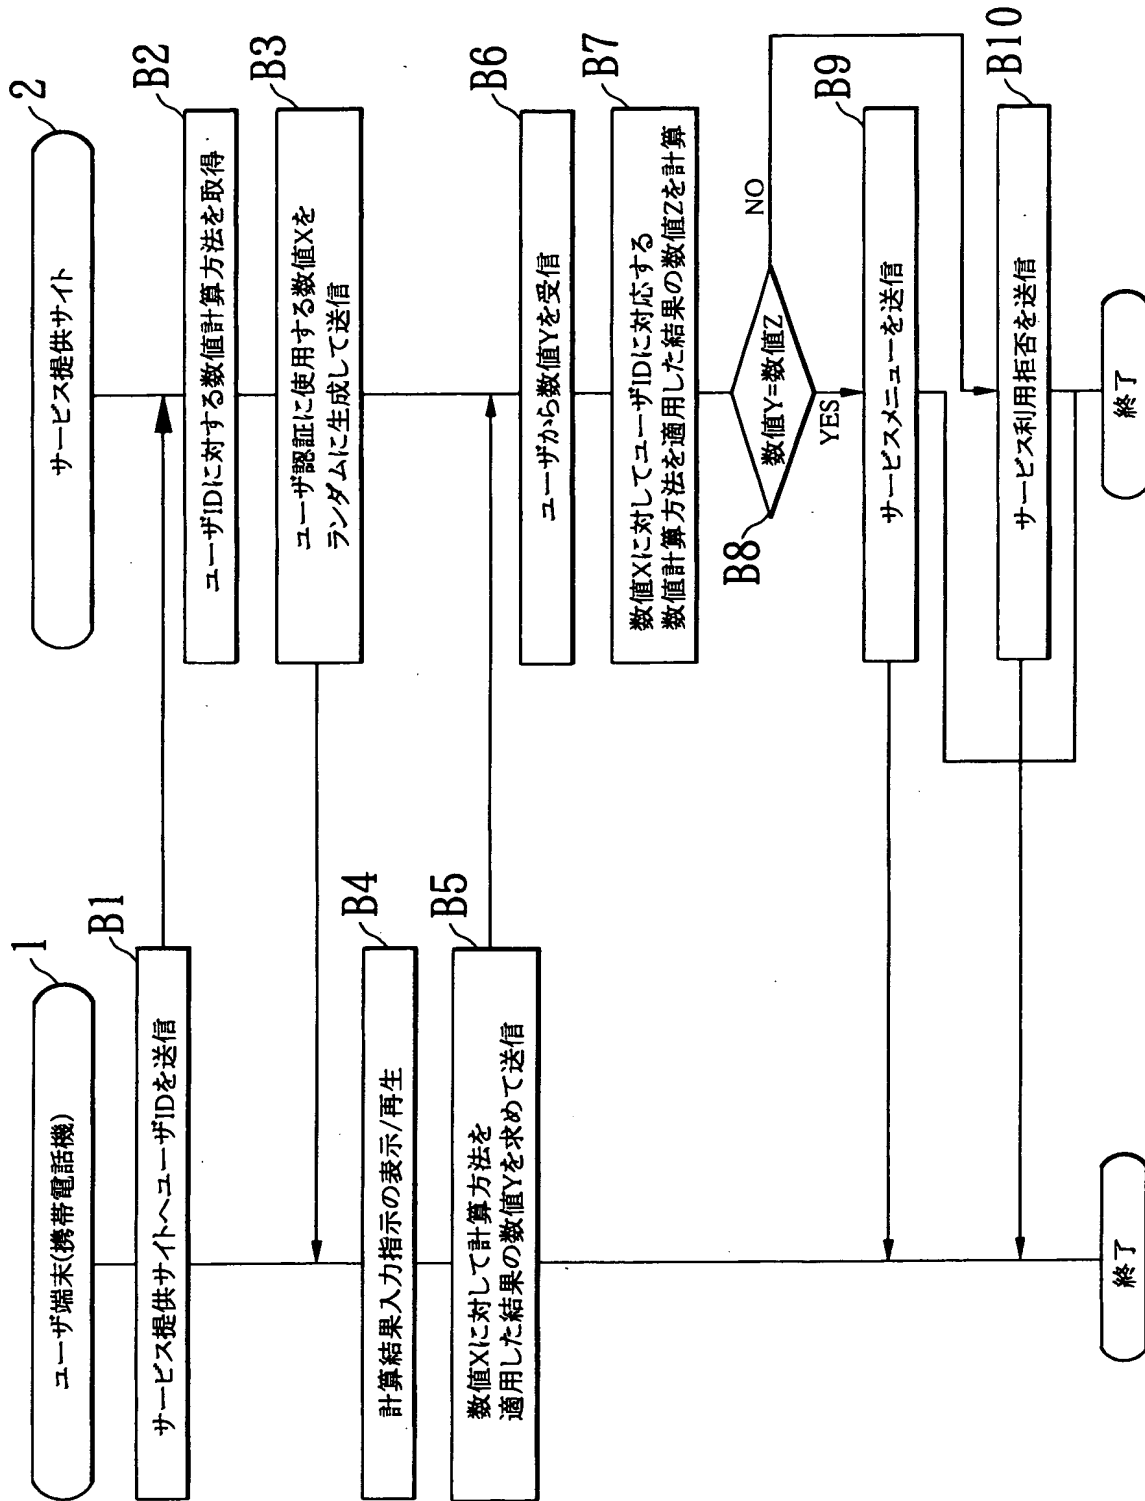 1
ユーザ端末(携帯電話機)
B1
サービス提供サイトへユーザIDを送信
B4
計算結果入力指示の表示/再生
B5
数値Xに対して計算方法を
適用した結果の数値Yを求めて送信
終了
2
サービス提供サイト
B2
ユーザIDに対する数値計算方法を取得
B3
ユーザ認証に使用する数値Xを
ランダムに生成して送信
B6
ユーザから数値Yを受信
B7
数値Xに対してユーザIDに対応する
数値計算方法を適用した結果の数値Zを計算
B8
数値Y=数値Z
NO
YES
B9
サービスメニューを送信
B10
サービス利用拒否を送信
終了